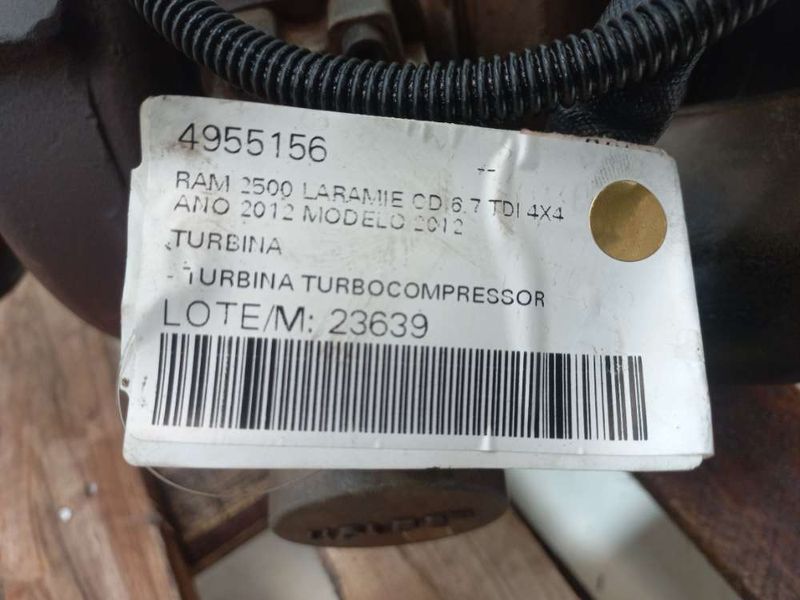 4955156
RAM 2500 LARAMIE CD 6.7 TDI 4X4
ANO 2012 MODELO 2012
TURBINA
- TURBINA TURBOCOMPRESSOR
LOTE/M: 23639